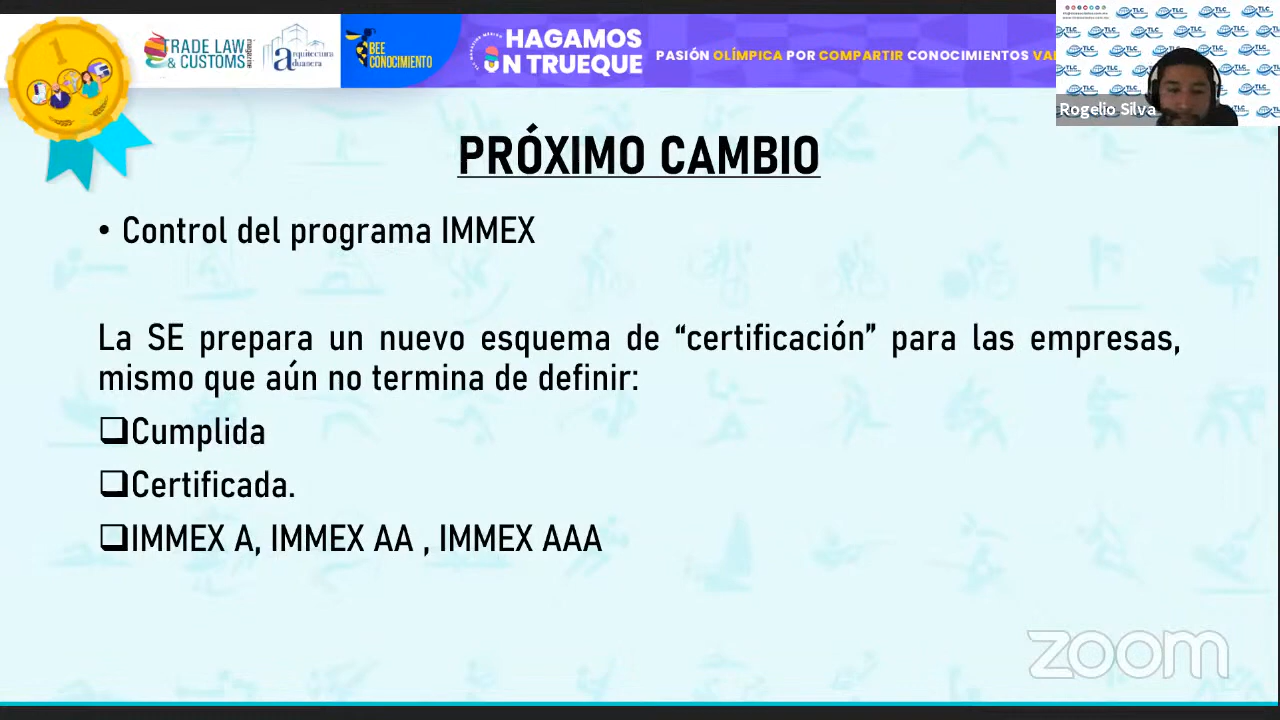 TRADE LAW
& CUSTOMS
arquitectura
aduanera
BEE
CONOCIMIENTO
HAGAMOS
UN TRUEQUE
PASIÓN OLÍMPICA POR COMPARTIR CONOCIMIENTOS
Rogelio Silva
PRÓXIMO CAMBIO
• Control del programa IMMEX
La SE prepara un nuevo esquema de “certificación” para las empresas,
mismo que aún no termina de definir:
❑Cumplida
❑Certificada.
❑IMMEX A, IMMEX AA , IMMEX AAA
zoom